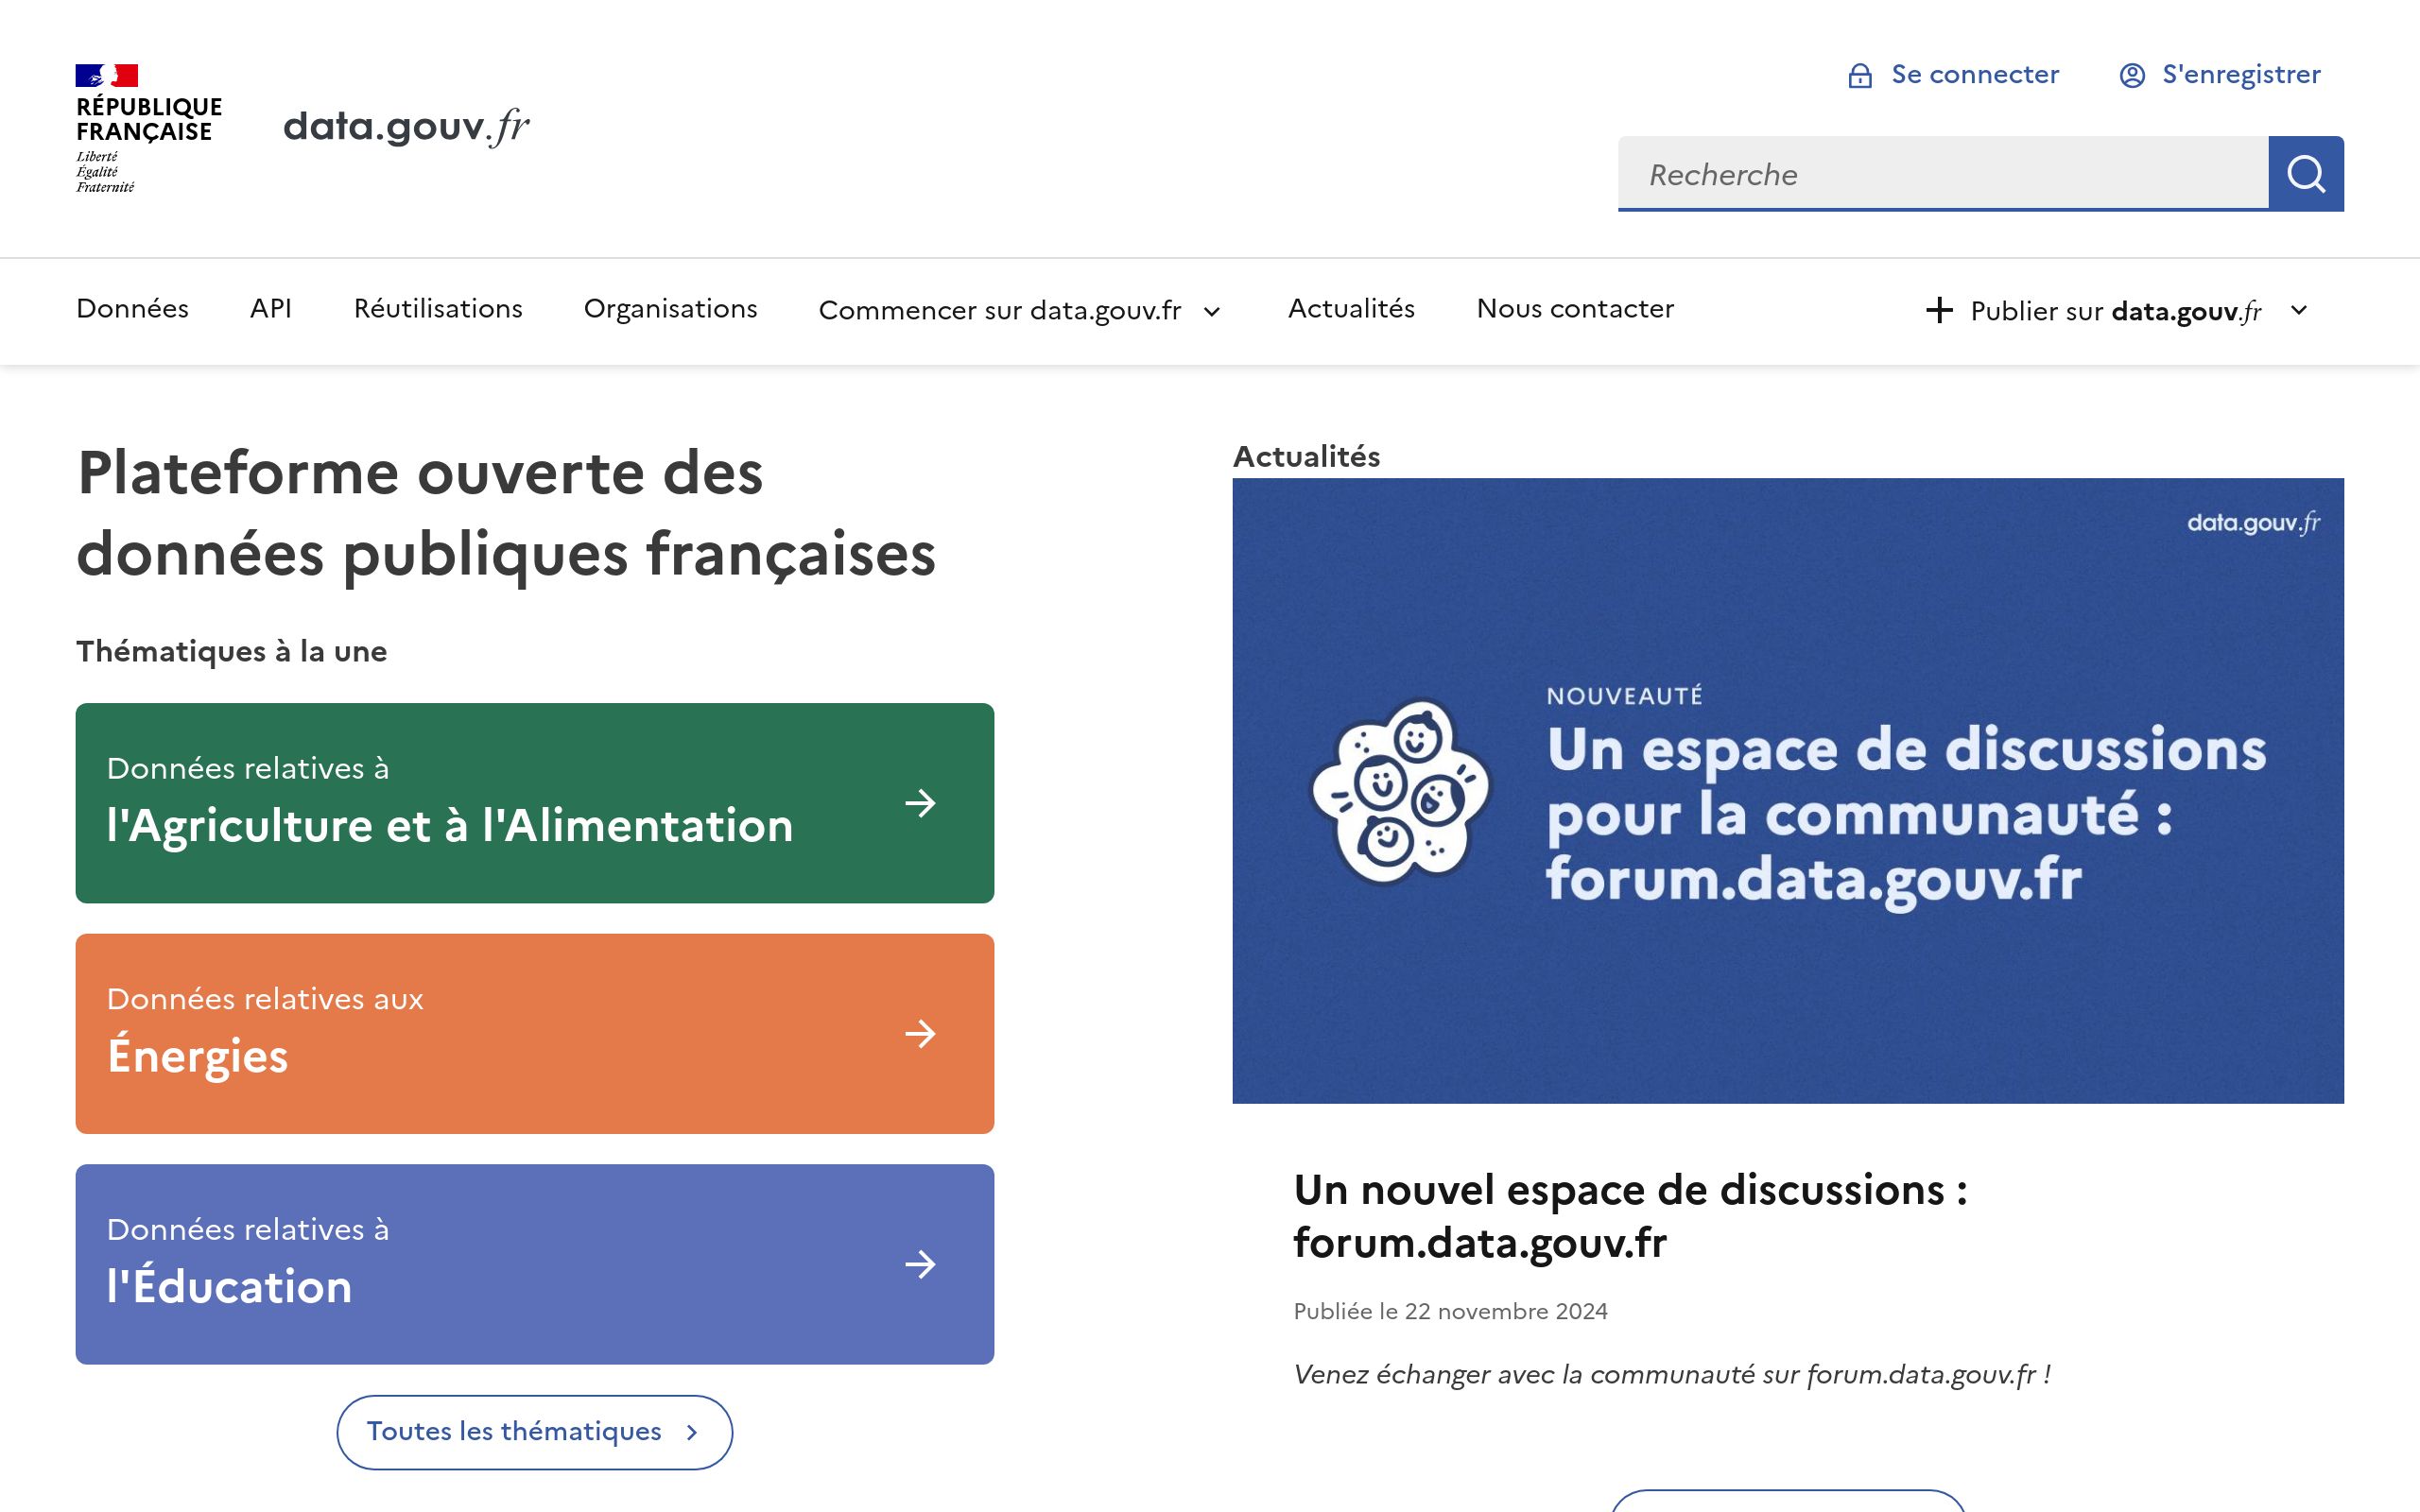 RÉPUBLIQUE
FRANÇAISE
Liberté
Égalité
Fraternité
data.gouv.fr
Se connecter
S'enregistrer
Recherche
Données
API
Réutilisations
Organisations
Commencer sur data.gouv.fr
Actualités
Nous contacter
Publier sur data.gouv.fr
Plateforme ouverte des
données publiques françaises
Thématiques à la une
Données relatives à
l'Agriculture et à l'Alimentation
Données relatives aux
Énergies
Données relatives à
l'Éducation
Toutes les thématiques
Actualités
data.gouv.fr
NOUVEAUTÉ
Un espace de discussions
pour la communauté :
forum.data.gouv.fr
Un nouvel espace de discussions :
forum.data.gouv.fr
Publiée le 22 novembre 2024
Venez échanger avec la communauté sur forum.data.gouv.fr !